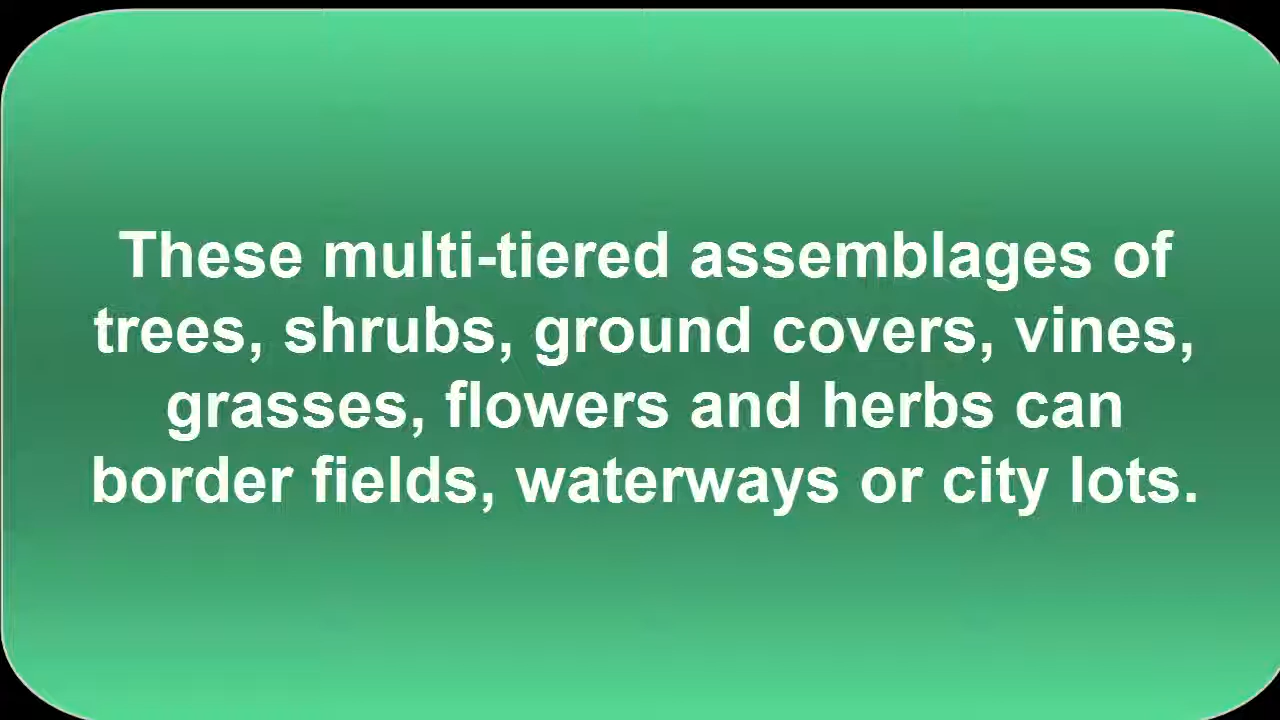 These multi-tiered assemblages of
trees, shrubs, ground covers, vines,
grasses, flowers and herbs can
border fields, waterways or city lots.